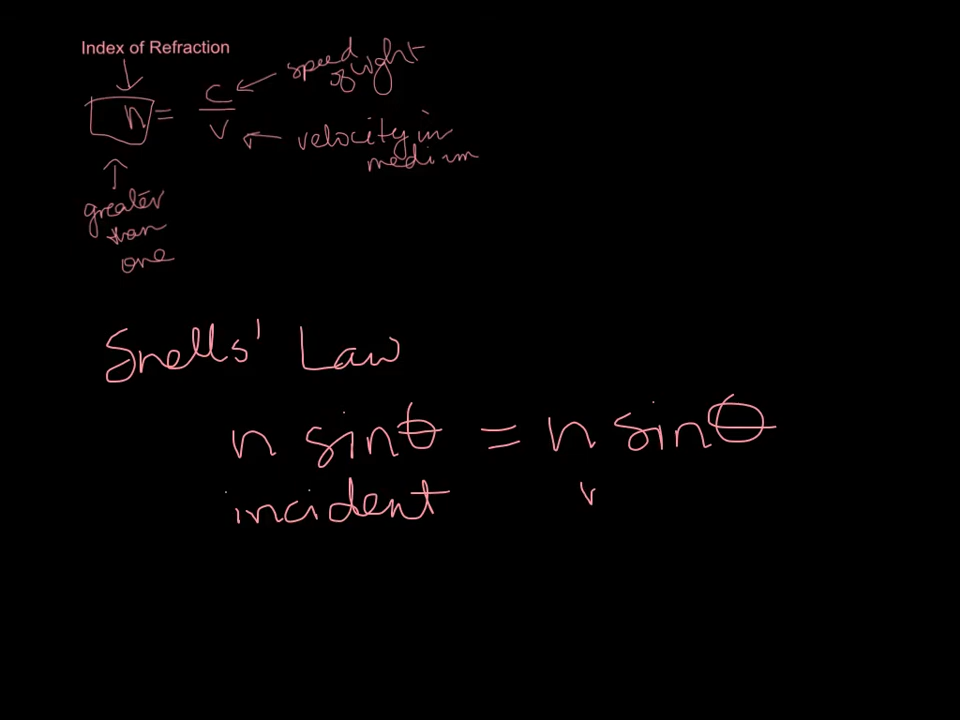 Index of Refraction
n = c/v
speed of light
velocity in medium
greater than one
Snells' Law
n sinθ = n sinθ
incident